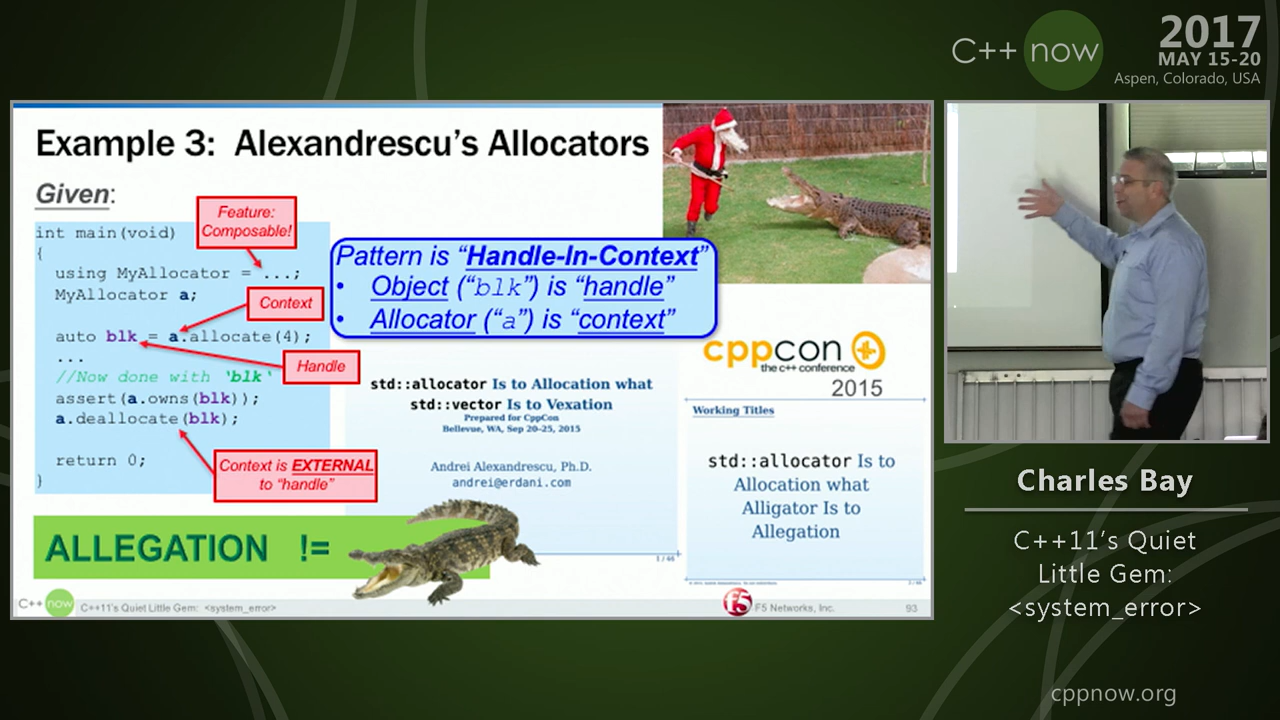 C++ now
2017
MAY 15-20
Aspen, Colorado, USA
Example 3: Alexandrescu's Allocators
Given:
Feature:
Composable!
int main(void)
{
using MyAllocator = ...;
MyAllocator a;
Context
auto blk = a.allocate(4);
...
Handle
//Now done with 'blk'
assert(a.owns(blk));
a.deallocate(blk);
return 0;
}
Context is EXTERNAL
to "handle"
Pattern is "Handle-In-Context"
• Object ("blk") is "handle"
• Allocator ("a") is "context"
std::allocator Is to Allocation what
std::vector Is to Vexation
Prepared for CppCon
Bellevue, WA, Sep 20–25, 2015
Andrei Alexandrescu, Ph.D.
andrei@erdani.com
1 / 46
cppcon
the c++ conference
2015
Working Titles
std::allocator Is to
Allocation what
Alligator Is to
Allegation
ALLEGATION !=
C++ now
C++11's Quiet Little Gem: <system_error>
f5
F5 Networks, Inc.
93
Charles Bay
C++11's Quiet
Little Gem:
<system_error>
cppnow.org